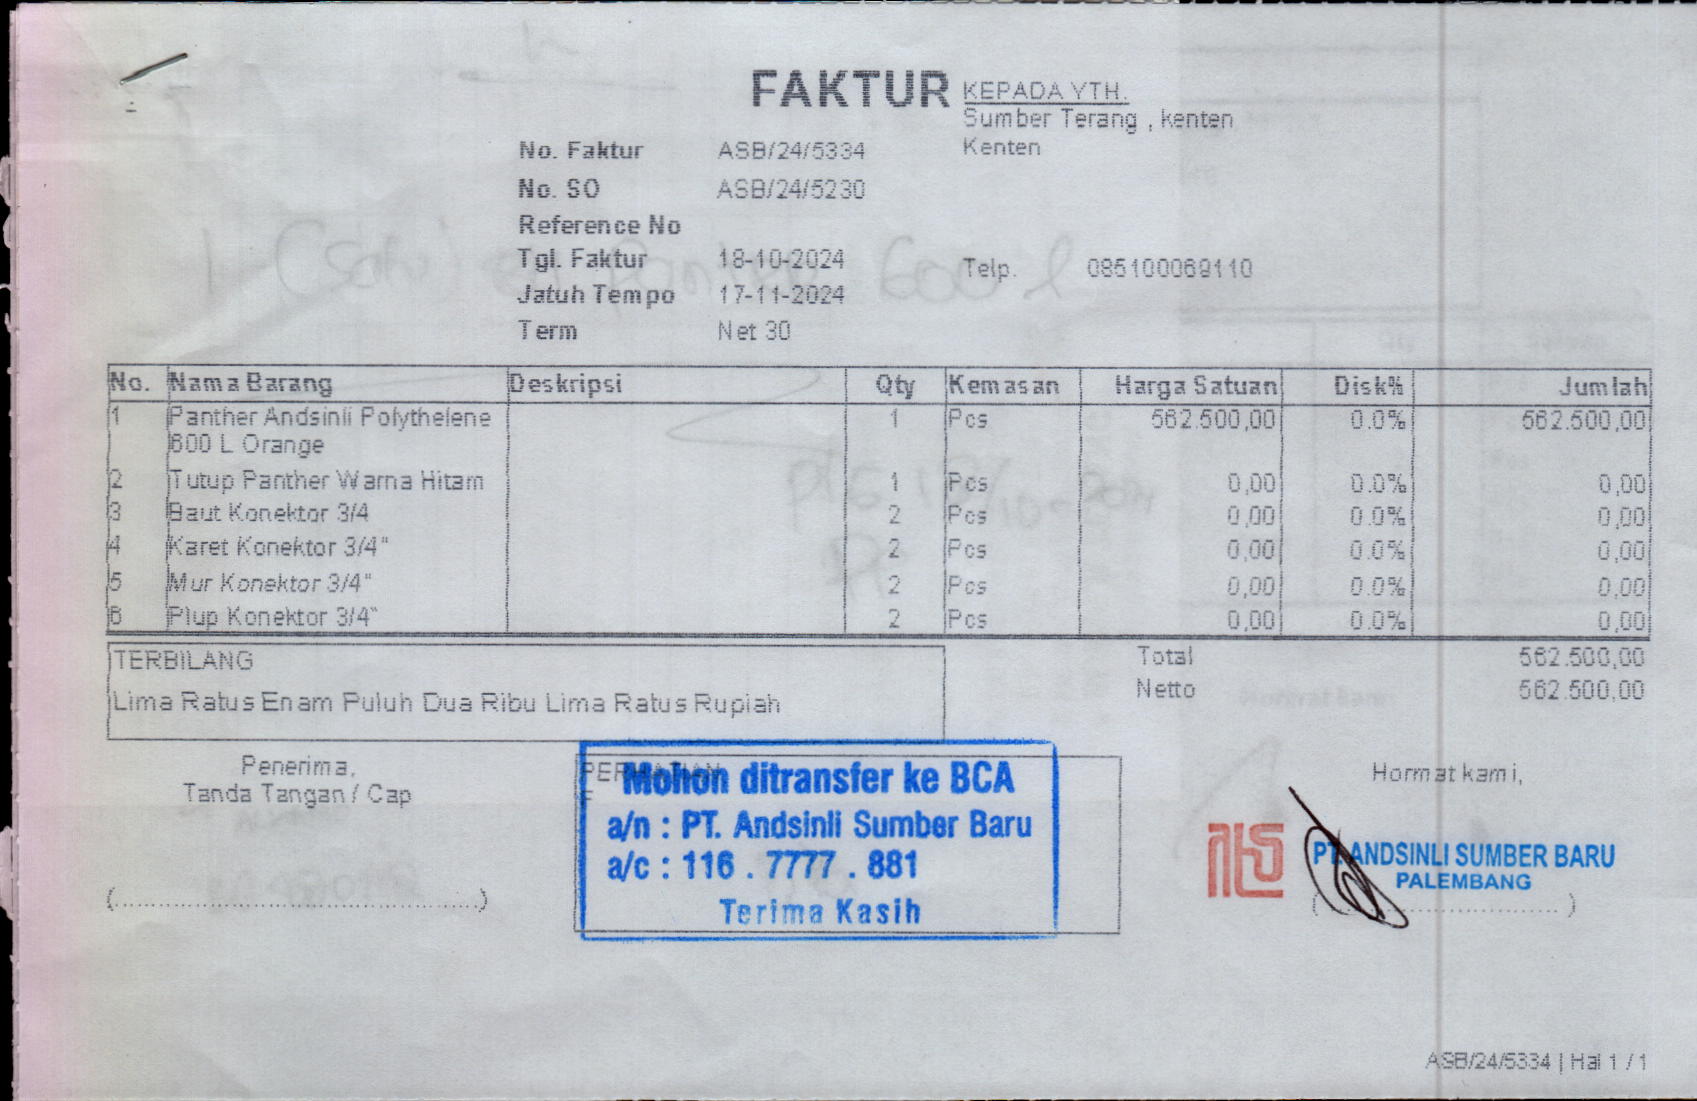 FAKTUR
KEPADA YTH.
Sumber Terang , kenten
Kenten
No. Faktur ASB/24/5334
No. SO ASB/24/5230
Reference No
Tgl. Faktur 18-10-2024
Telp. 085100069110
Jatuh Tempo 17-11-2024
Term Net 30
No. Nama Barang Deskripsi Qty Kemasan Harga Satuan Disk% Jumlah
1 Panther Andsinli Polythelene 1 Pcs 562.500,00 0.0% 562.500,00
600 L Orange
2 Tutup Panther Warna Hitam 1 Pcs 0,00 0.0% 0,00
3 Baut Konektor 3/4 2 Pcs 0,00 0.0% 0,00
4 Karet Konektor 3/4" 2 Pcs 0,00 0.0% 0,00
5 Mur Konektor 3/4" 2 Pcs 0,00 0.0% 0,00
6 Plup Konektor 3/4" 2 Pcs 0,00 0.0% 0,00
TERBILANG
Lima Ratus Enam Puluh Dua Ribu Lima Ratus Rupiah
Total 562.500,00
Netto 562.500,00
Penerima,
Tanda Tangan / Cap
(....................................................)
Mohon ditransfer ke BCA
a/n : PT. Andsinli Sumber Baru
a/c : 116 . 7777 . 881
Terima Kasih
Hormat kami,
PT. ANDSINLI SUMBER BARU
PALEMBANG
ASB/24/5334 | Hal 1 / 1